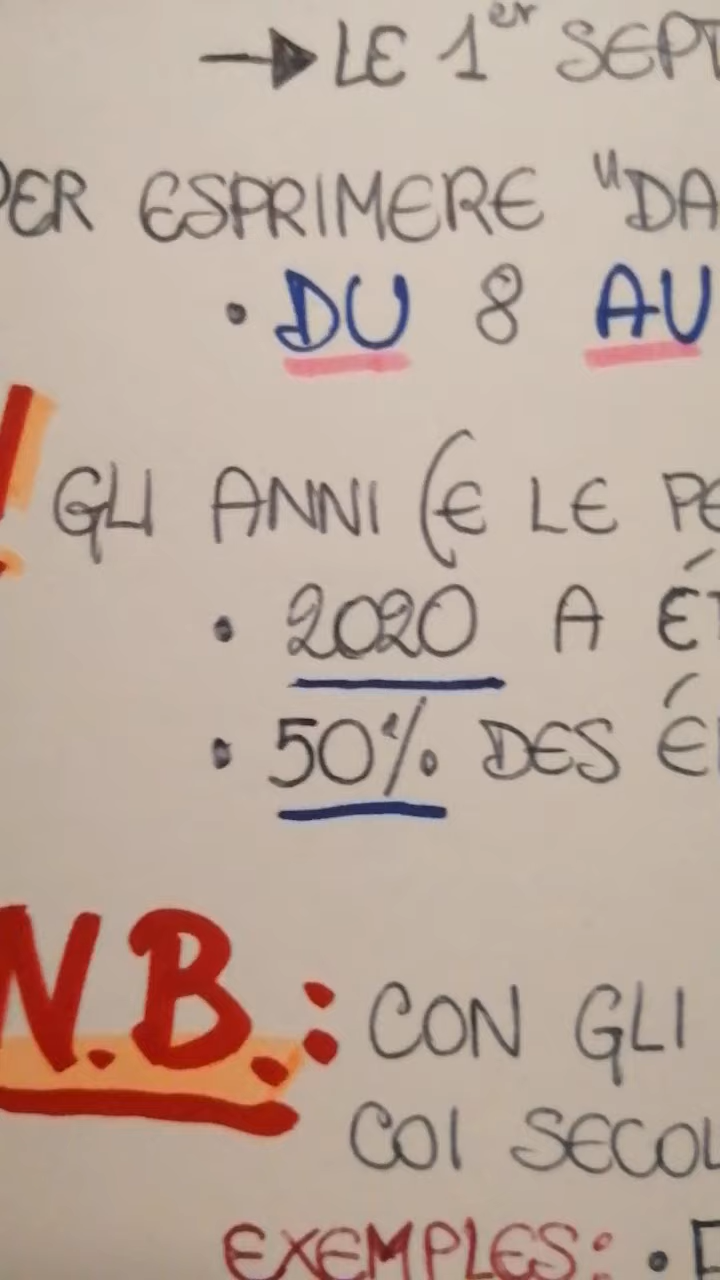 → LE 1er SEPT
PER ESPRIMERE "DA
• DU 8 AU
! GLI ANNI (E LE PE
• 2020 A ÉT
• 50% DES ÉL
N.B.: CON GLI
COI SECOL
EXEMPLES: •